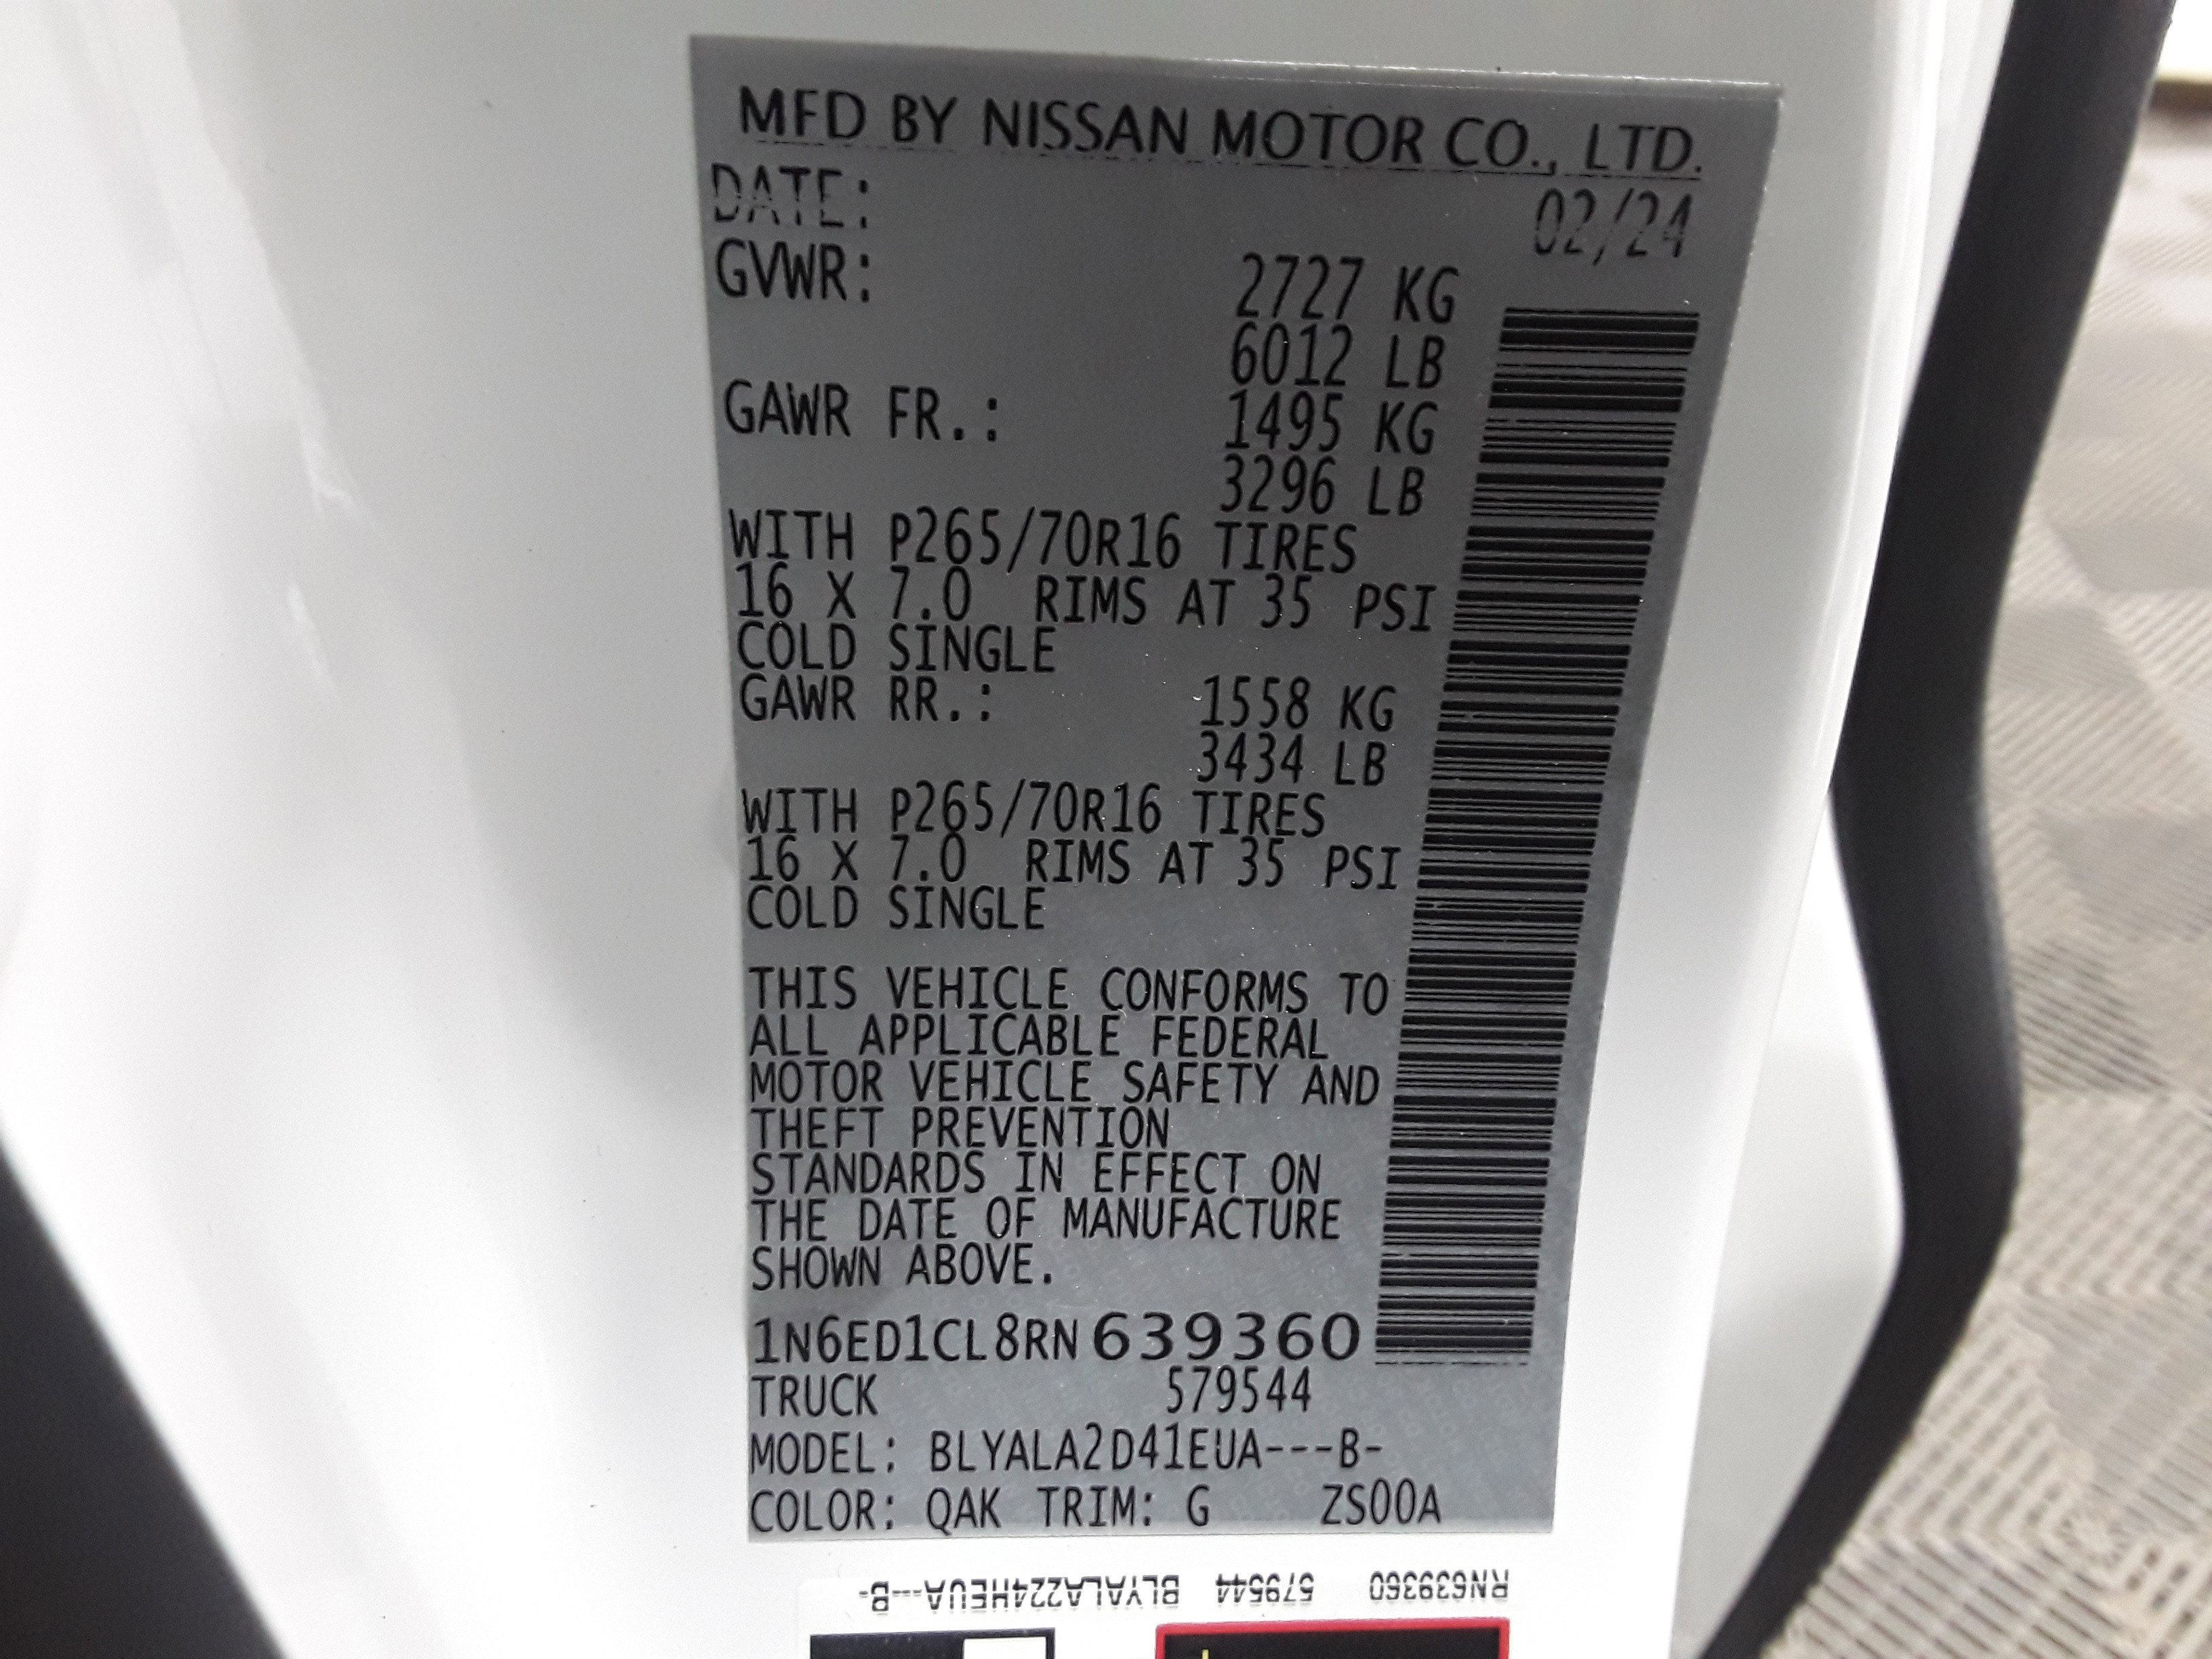 MFD BY NISSAN MOTOR CO., LTD.
DATE: 02/24
GVWR: 2727 KG
6012 LB
GAWR FR.: 1495 KG
3296 LB
WITH P265/70R16 TIRES
16 X 7.0 RIMS AT 35 PSI
COLD SINGLE
GAWR RR.: 1558 KG
3434 LB
WITH P265/70R16 TIRES
16 X 7.0 RIMS AT 35 PSI
COLD SINGLE
THIS VEHICLE CONFORMS TO
ALL APPLICABLE FEDERAL
MOTOR VEHICLE SAFETY AND
THEFT PREVENTION
STANDARDS IN EFFECT ON
THE DATE OF MANUFACTURE
SHOWN ABOVE.
1N6ED1CL8RN639360
TRUCK 579544
MODEL: BLYALA2D41EUA---B-
COLOR: QAK TRIM: G ZS00A
RN639360 579544 BLYALA224HEUA---B-